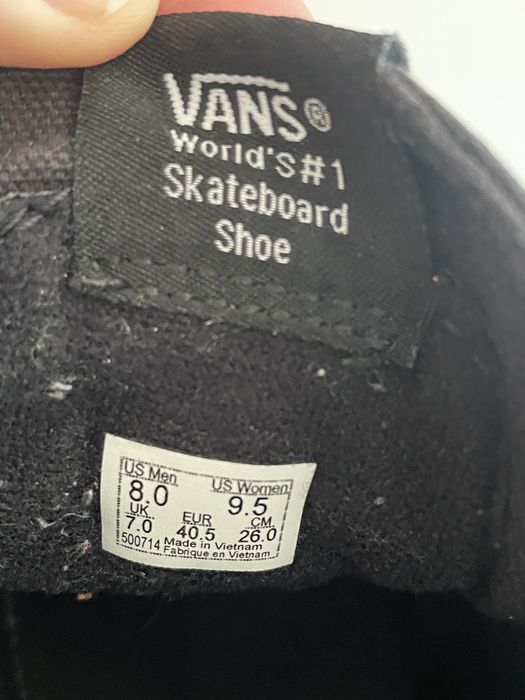 VANS®
World's #1
Skateboard
Shoe
US Men US Women
8.0 9.5
UK EUR CM
7.0 40.5 26.0
500714 Made in Vietnam
Fabrique en Vietnam